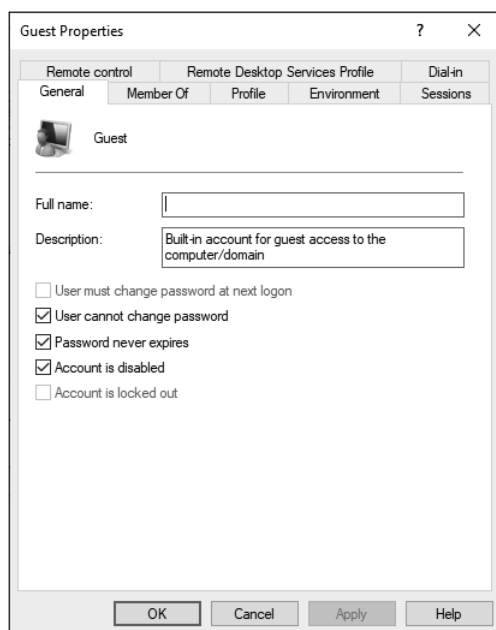 Guest Properties ? ×
Remote control Remote Desktop Services Profile Dial-in
General Member Of Profile Environment Sessions
Guest
Full name:
Description: Built-in account for guest access to the
computer/domain
User must change password at next logon
User cannot change password
Password never expires
Account is disabled
Account is locked out
OK Cancel Apply Help